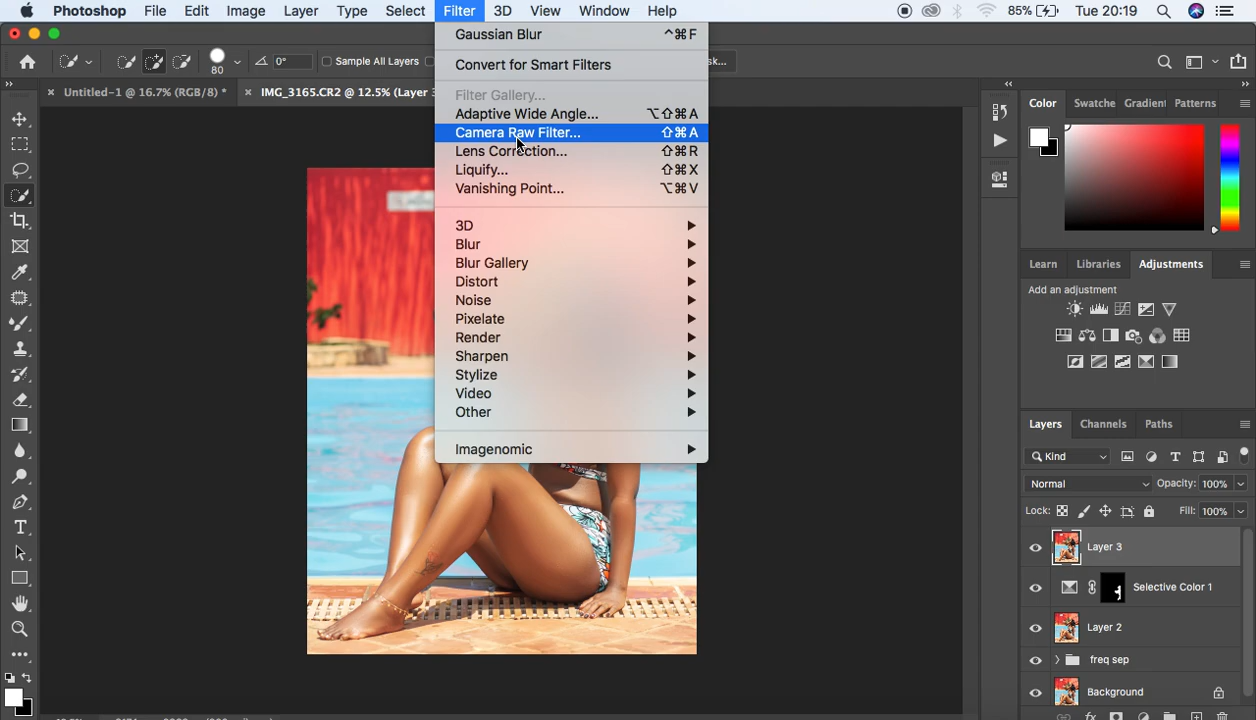 Photoshop File Edit Image Layer Type Select Filter 3D View Window Help 85% Tue 20:19
Gaussian Blur ^⌘F
80 0° Sample All Layers sk...
Convert for Smart Filters
Untitled-1 @ 16.7% (RGB/8) * IMG_3165.CR2 @ 12.5% (Layer 3
Filter Gallery...
Adaptive Wide Angle... ⌥⇧⌘A
Camera Raw Filter... ⇧⌘A
Lens Correction... ⇧⌘R
Liquify... ⇧⌘X
Vanishing Point... ⌥⌘V
3D
Blur
Blur Gallery
Distort
Noise
Pixelate
Render
Sharpen
Stylize
Video
Other
Imagenomic
Color Swatche Gradien Patterns
Learn Libraries Adjustments
Add an adjustment
Layers Channels Paths
Kind
Normal Opacity: 100%
Lock: Fill: 100%
Layer 3
Selective Color 1
Layer 2
freq sep
Background